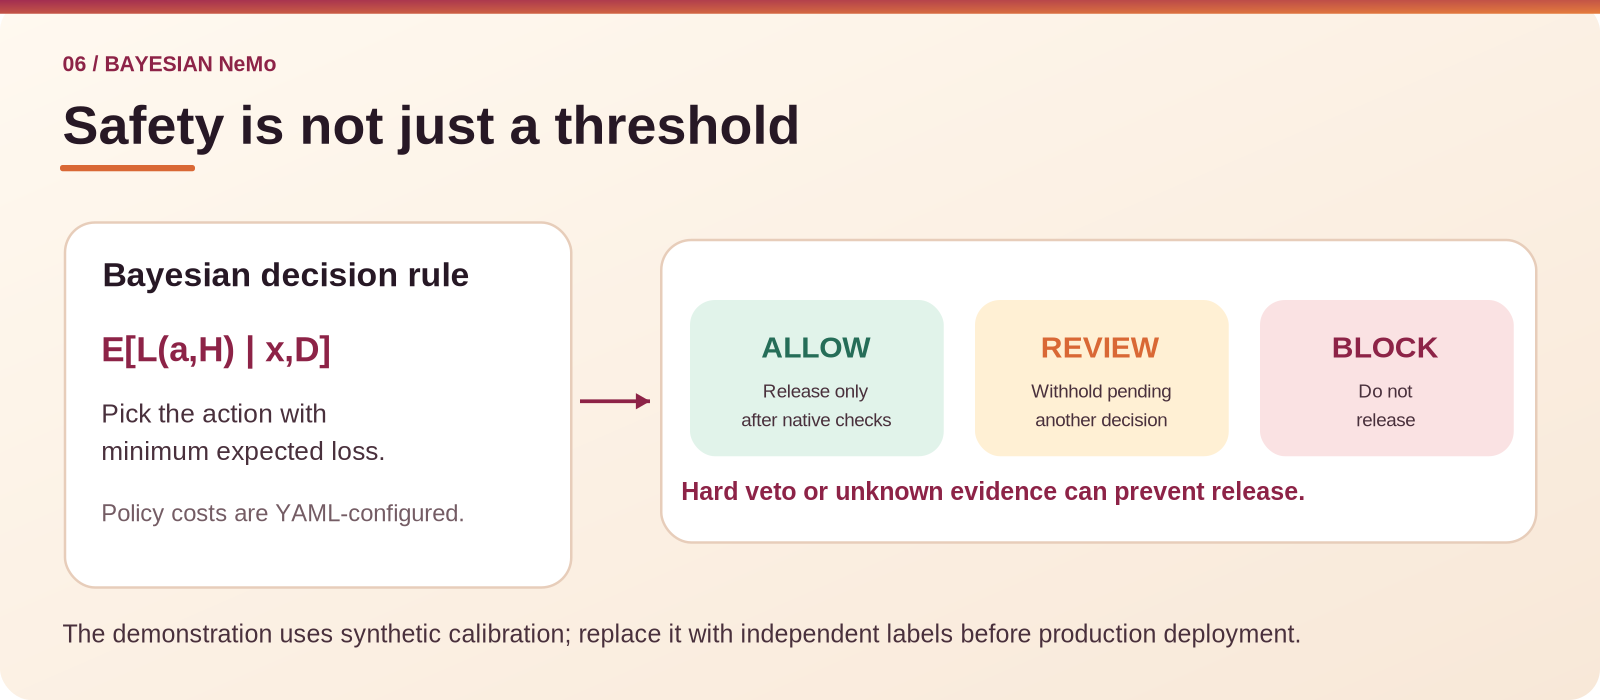 06 / BAYESIAN NeMo
Safety is not just a threshold
Bayesian decision rule
E[L(a,H) | x,D]
Pick the action with
minimum expected loss.
Policy costs are YAML-configured.
ALLOW
Release only
after native checks
REVIEW
Withhold pending
another decision
BLOCK
Do not
release
Hard veto or unknown evidence can prevent release.
The demonstration uses synthetic calibration; replace it with independent labels before production deployment.